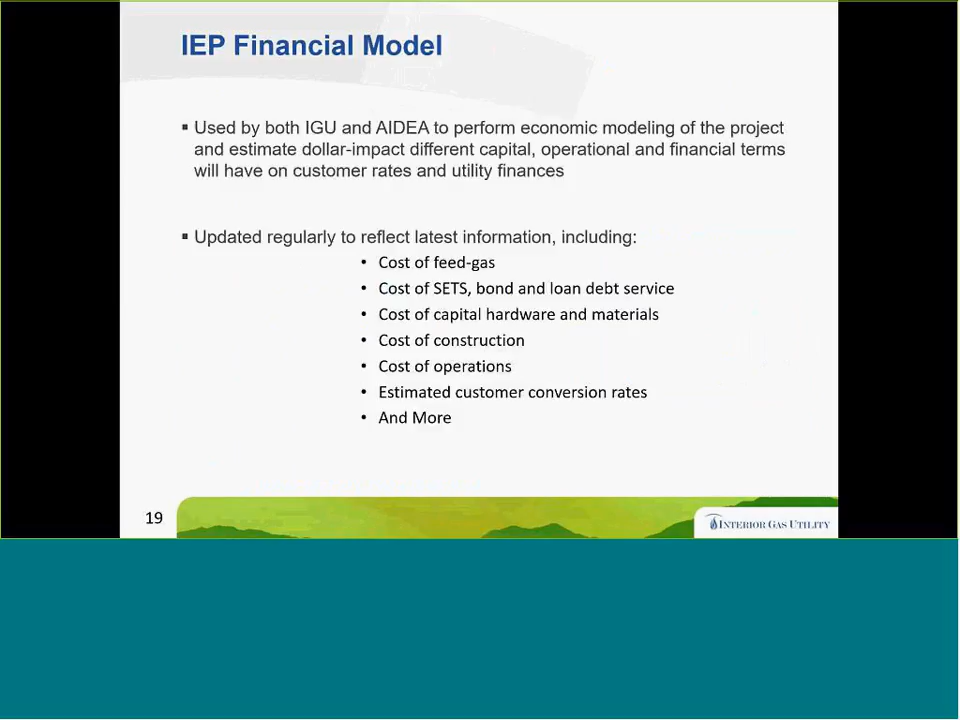 IEP Financial Model
▪ Used by both IGU and AIDEA to perform economic modeling of the project
and estimate dollar-impact different capital, operational and financial terms
will have on customer rates and utility finances
▪ Updated regularly to reflect latest information, including:
• Cost of feed-gas
• Cost of SETS, bond and loan debt service
• Cost of capital hardware and materials
• Cost of construction
• Cost of operations
• Estimated customer conversion rates
• And More
19
INTERIOR GAS UTILITY